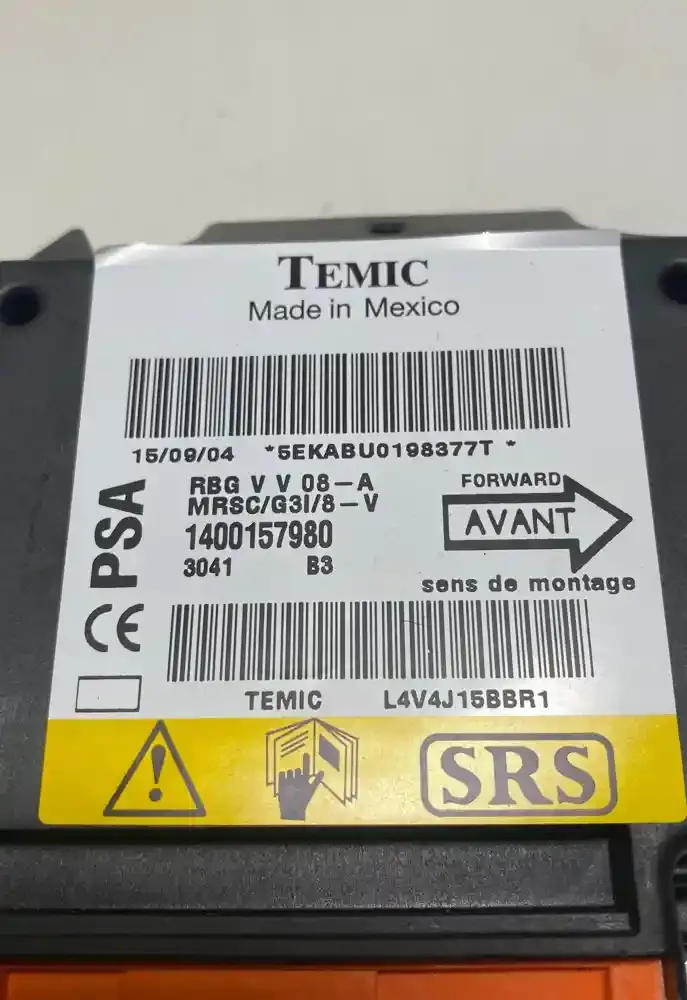 TEMIC
Made in Mexico
15/09/04 *5EKABU0198377T *
RBG V V 08-A
MRSC/G3I/8-V
1400157980
3041 B3
PSA
CE
FORWARD
AVANT
sens de montage
TEMIC L4V4J15BBR1
SRS